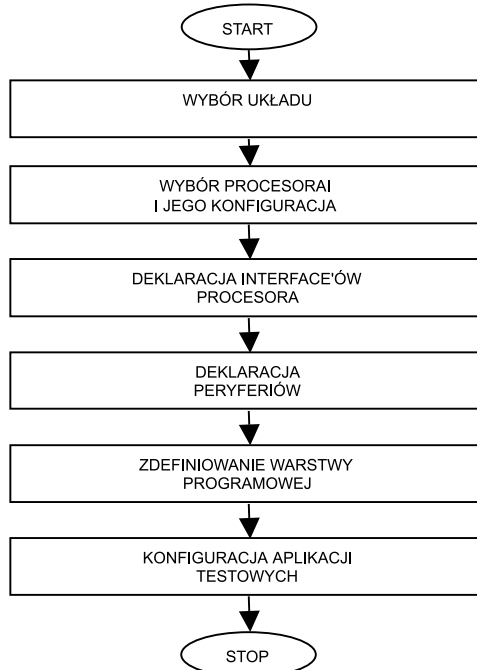 START
WYBÓR UKŁADU
WYBÓR PROCESORAI
I JEGO KONFIGURACJA
DEKLARACJA INTERFACE'ÓW
PROCESORA
DEKLARACJA
PERYFERIÓW
ZDEFINIOWANIE WARSTWY
PROGRAMOWEJ
KONFIGURACJA APLIKACJI
TESTOWYCH
STOP